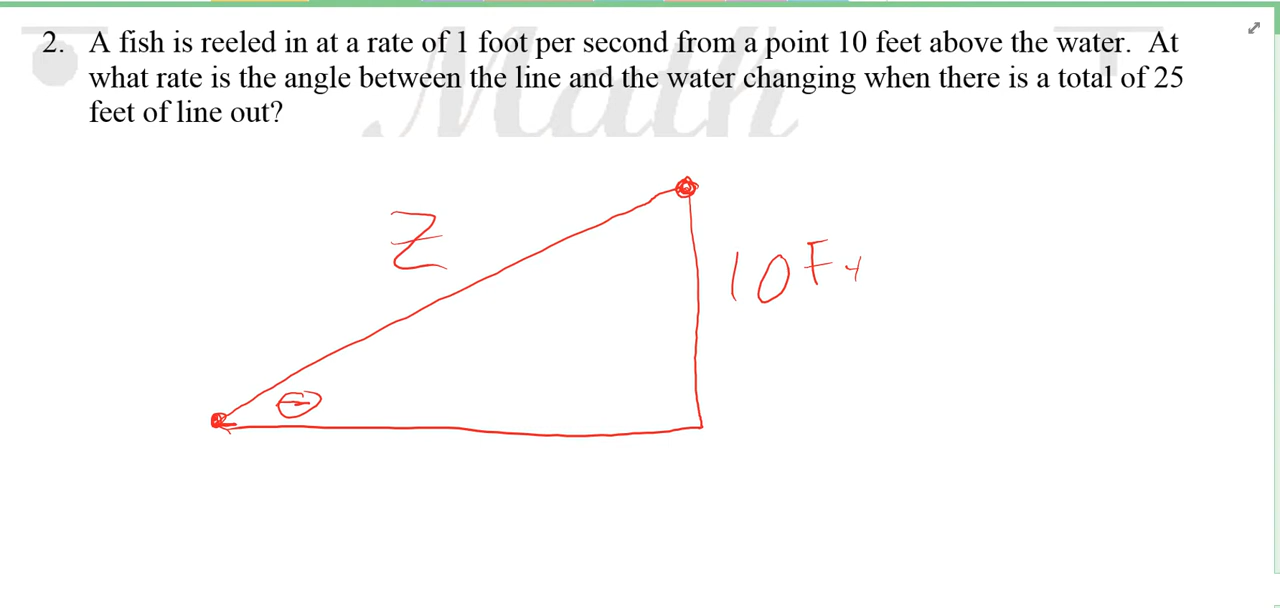 2. A fish is reeled in at a rate of 1 foot per second from a point 10 feet above the water. At
what rate is the angle between the line and the water changing when there is a total of 25
feet of line out?
Math
Z
10 Ft
θ